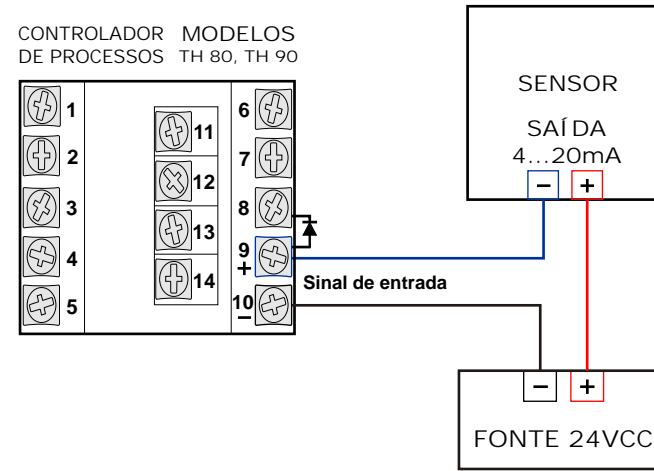 CONTROLADOR MODELOS
DE PROCESSOS TH 80, TH 90
1
2
3
4
5
11
12
13
14
6
7
8
9
+
10
−
Sinal de entrada
SENSOR
SAÍDA
4...20mA
− +
− +
FONTE 24VCC